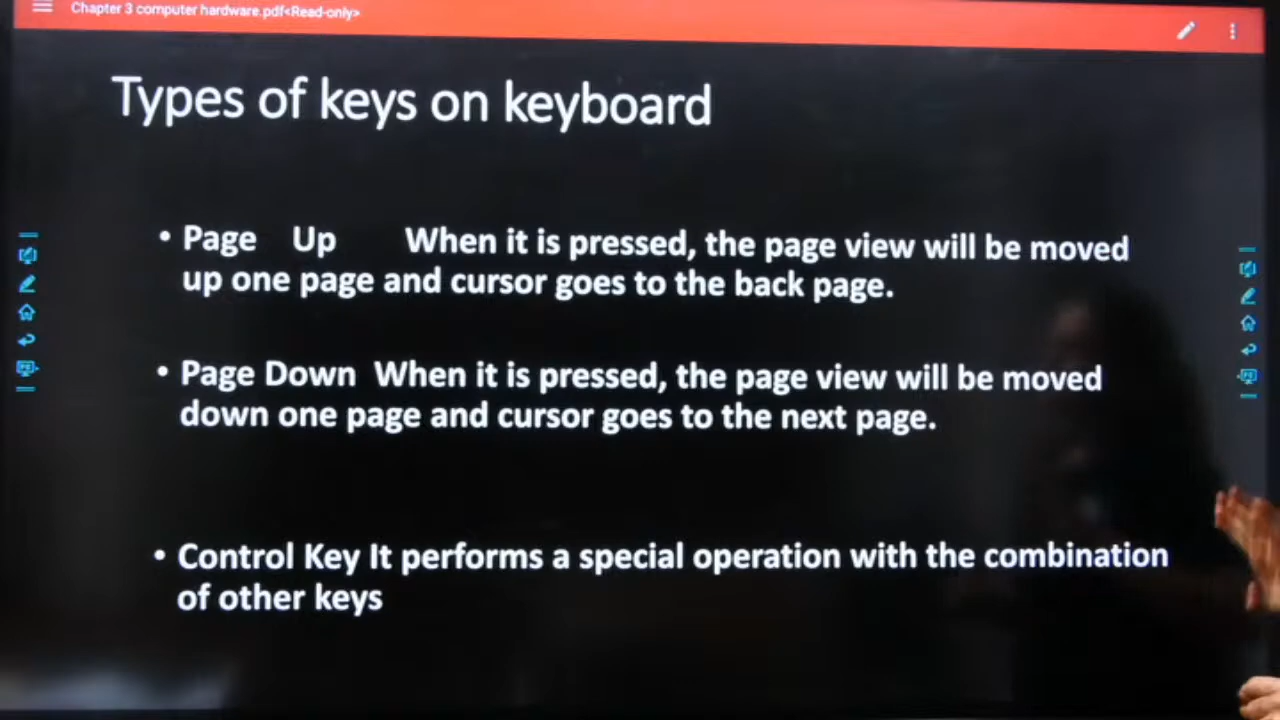 Chapter 3 computer hardware.pdf<Read-only>
Types of keys on keyboard
• Page Up When it is pressed, the page view will be moved
up one page and cursor goes to the back page.
• Page Down When it is pressed, the page view will be moved
down one page and cursor goes to the next page.
• Control Key It performs a special operation with the combination
of other keys